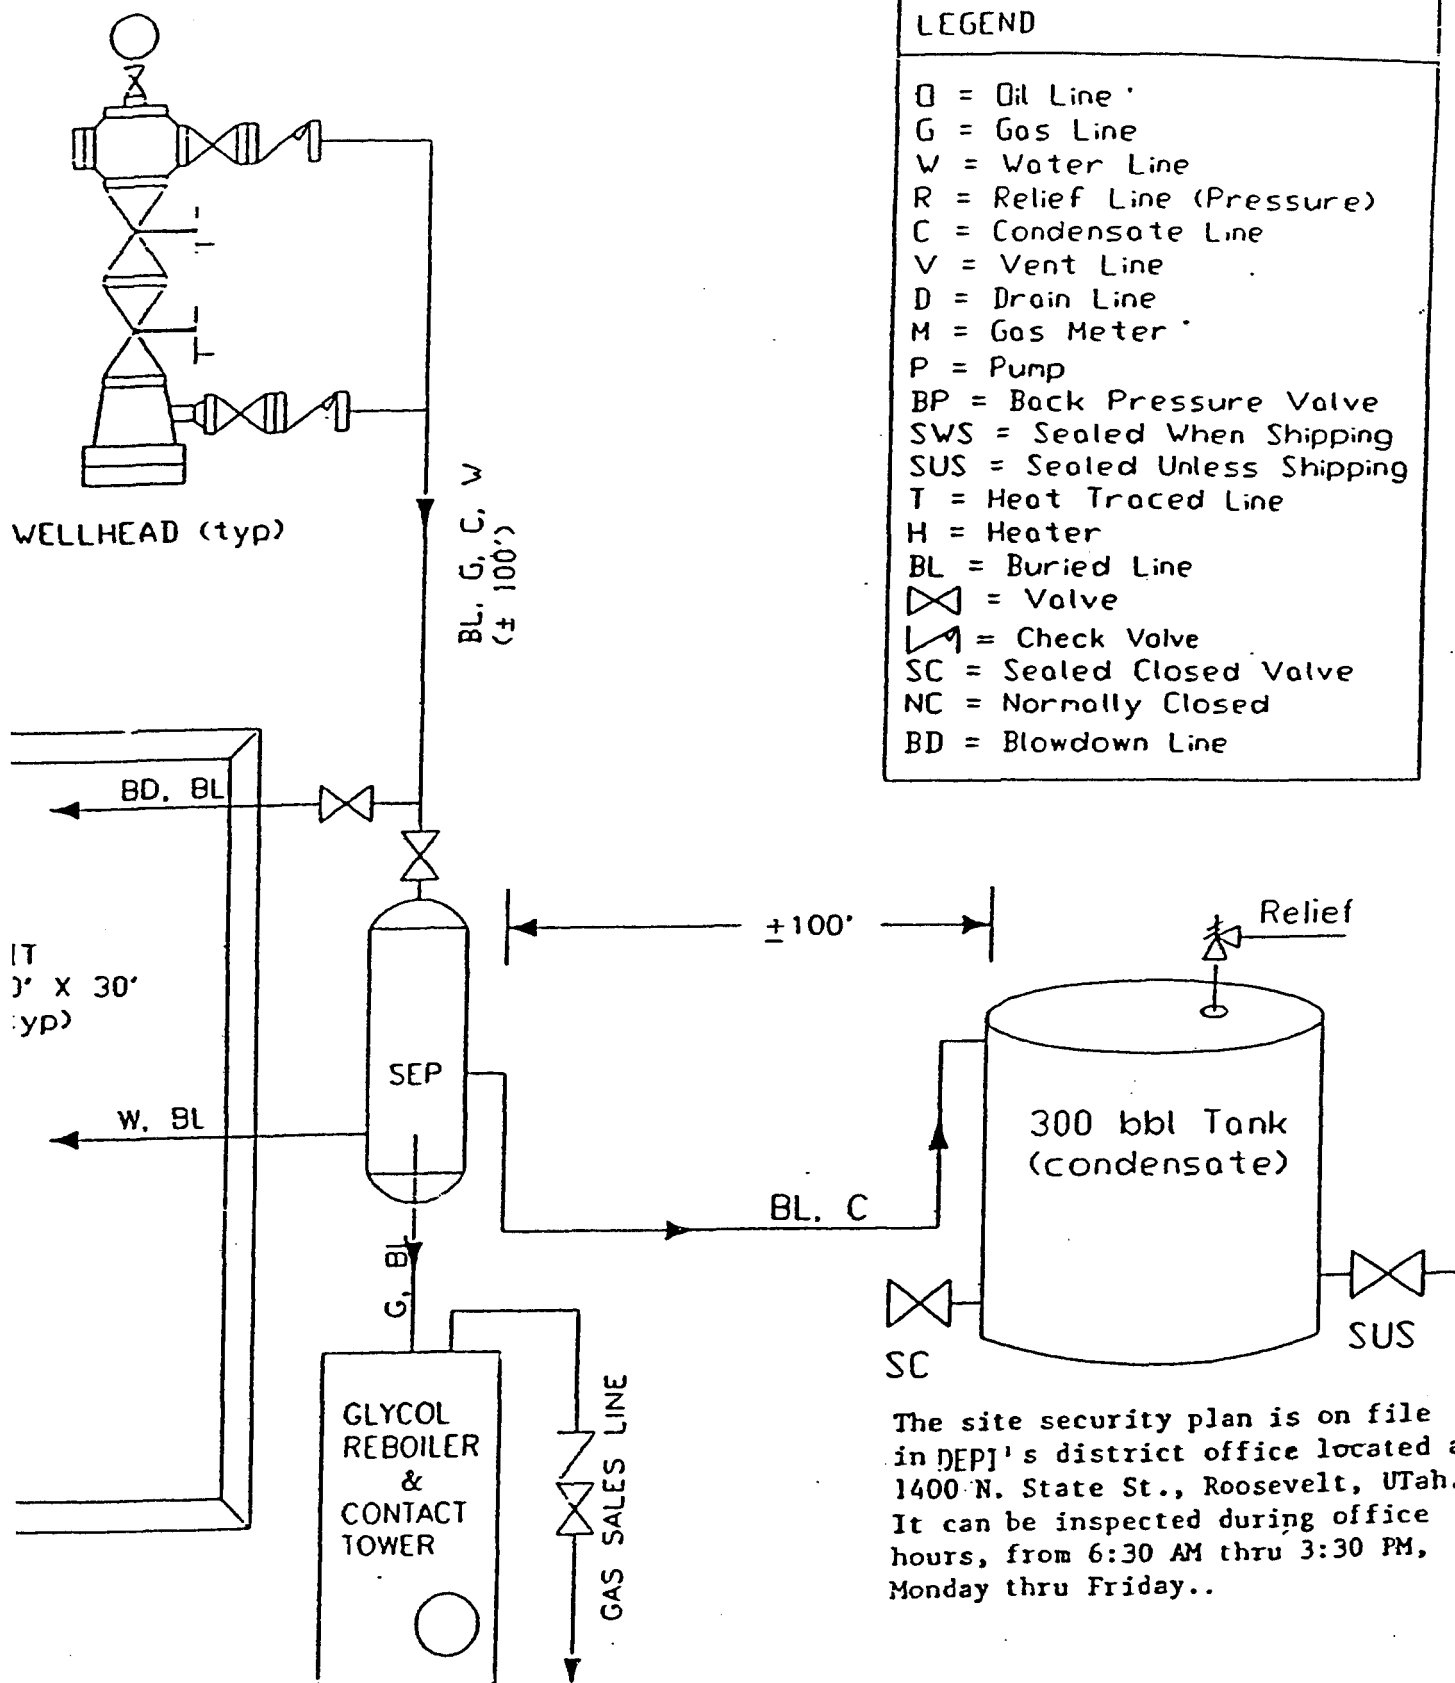 LEGEND
O = Oil Line
G = Gas Line
W = Water Line
R = Relief Line (Pressure)
C = Condensate Line
V = Vent Line
D = Drain Line
M = Gas Meter
P = Pump
BP = Back Pressure Valve
SWS = Sealed When Shipping
SUS = Sealed Unless Shipping
T = Heat Traced Line
H = Heater
BL = Buried Line
= Valve
= Check Valve
SC = Sealed Closed Valve
NC = Normally Closed
BD = Blowdown Line
WELLHEAD (typ)
BL, G, C, W
(± 100')
BD, BL
±100'
Relief
IT
0' X 30'
yp)
SEP
W, BL
300 bbl Tank
(condensate)
BL, C
G, BL
SC
SUS
GLYCOL
REBOILER
&
CONTACT
TOWER
GAS SALES LINE
The site security plan is on file
in DEPI's district office located a
1400 N. State St., Roosevelt, UTah.
It can be inspected during office
hours, from 6:30 AM thru 3:30 PM,
Monday thru Friday..